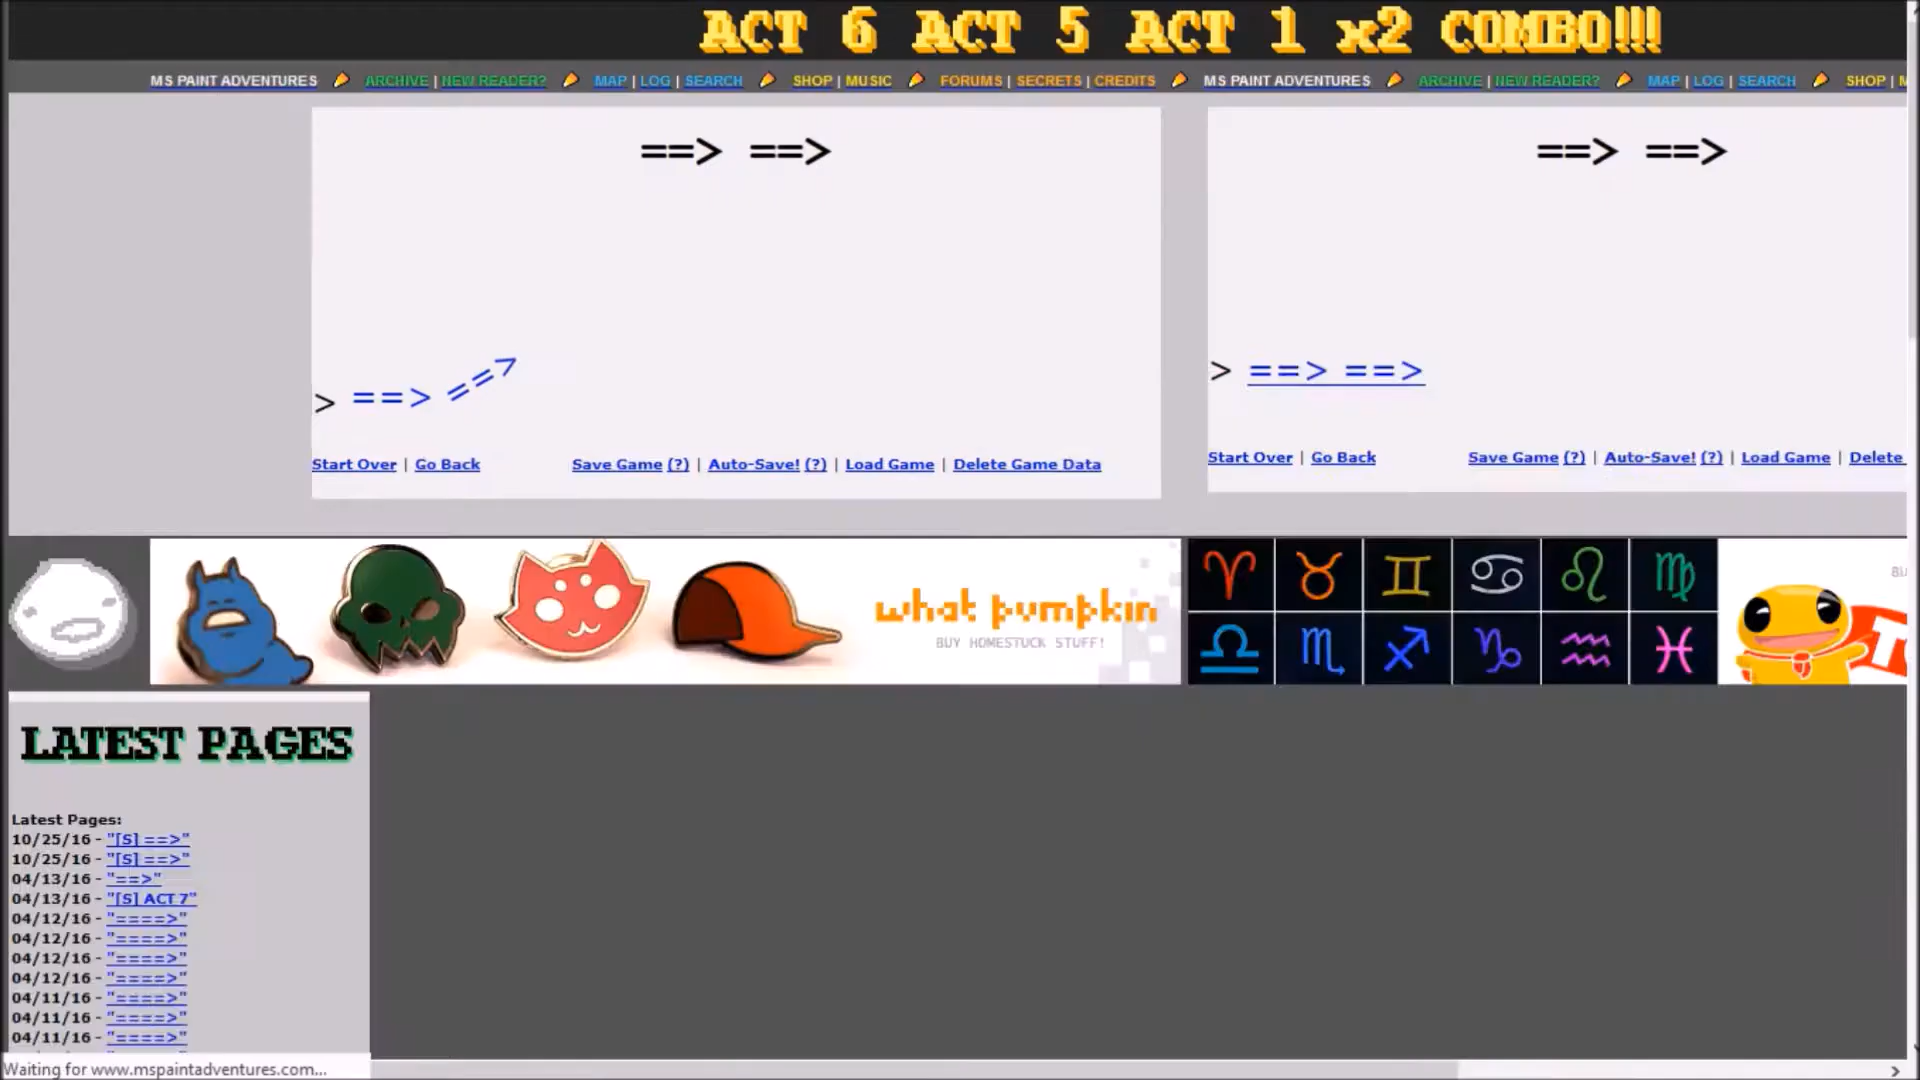 ACT 6 ACT 5 ACT 1 x2 COMBO!!!
MS PAINT ADVENTURES ARCHIVE | NEW READER? MAP | LOG | SEARCH SHOP | MUSIC FORUMS | SECRETS | CREDITS MS PAINT ADVENTURES ARCHIVE | NEW READER? MAP | LOG | SEARCH SHOP |
==> ==>
> ==> ==>
Start Over | Go Back Save Game (?) | Auto-Save! (?) | Load Game | Delete Game Data
==> ==>
> ==> ==>
Start Over | Go Back Save Game (?) | Auto-Save! (?) | Load Game | Delete
what pumpkin
BUY HOMESTUCK STUFF!
LATEST PAGES
Latest Pages:
10/25/16 - "[S] ==>"
10/25/16 - "[S] ==>"
04/13/16 - "==>"
04/13/16 - "[S] ACT 7"
04/12/16 - "====>"
04/12/16 - "====>"
04/12/16 - "====>"
04/12/16 - "====>"
04/11/16 - "====>"
04/11/16 - "====>"
04/11/16 - "====>"
Waiting for www.mspaintadventures.com...